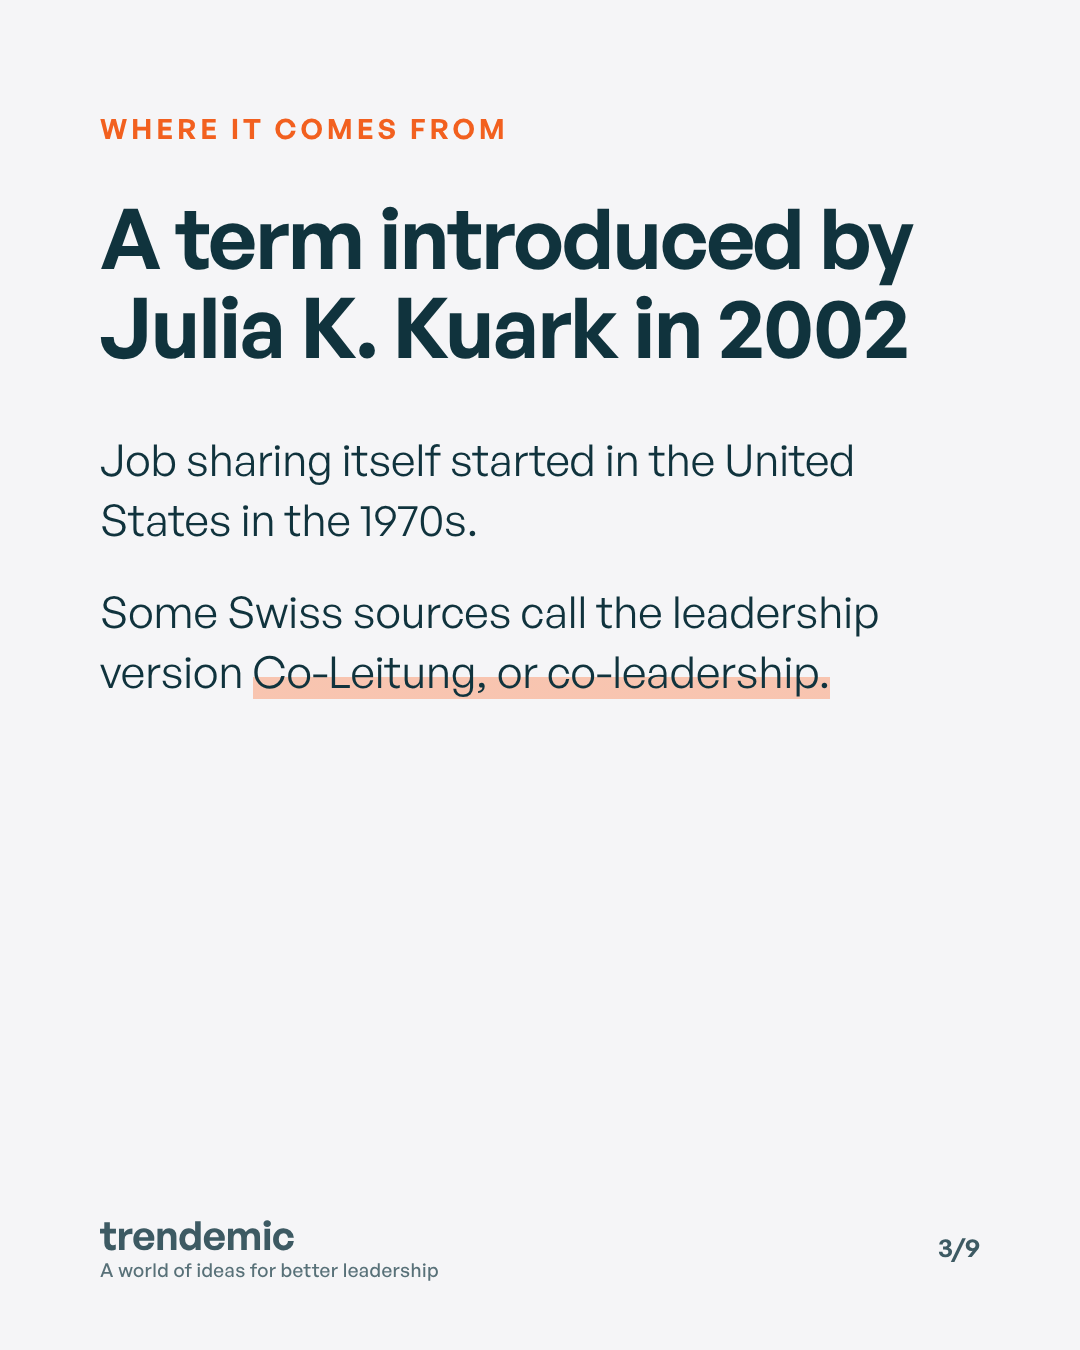 WHERE IT COMES FROM
A term introduced by
Julia K. Kuark in 2002
Job sharing itself started in the United
States in the 1970s.
Some Swiss sources call the leadership
version Co-Leitung, or co-leadership.
trendemic
A world of ideas for better leadership
3/9